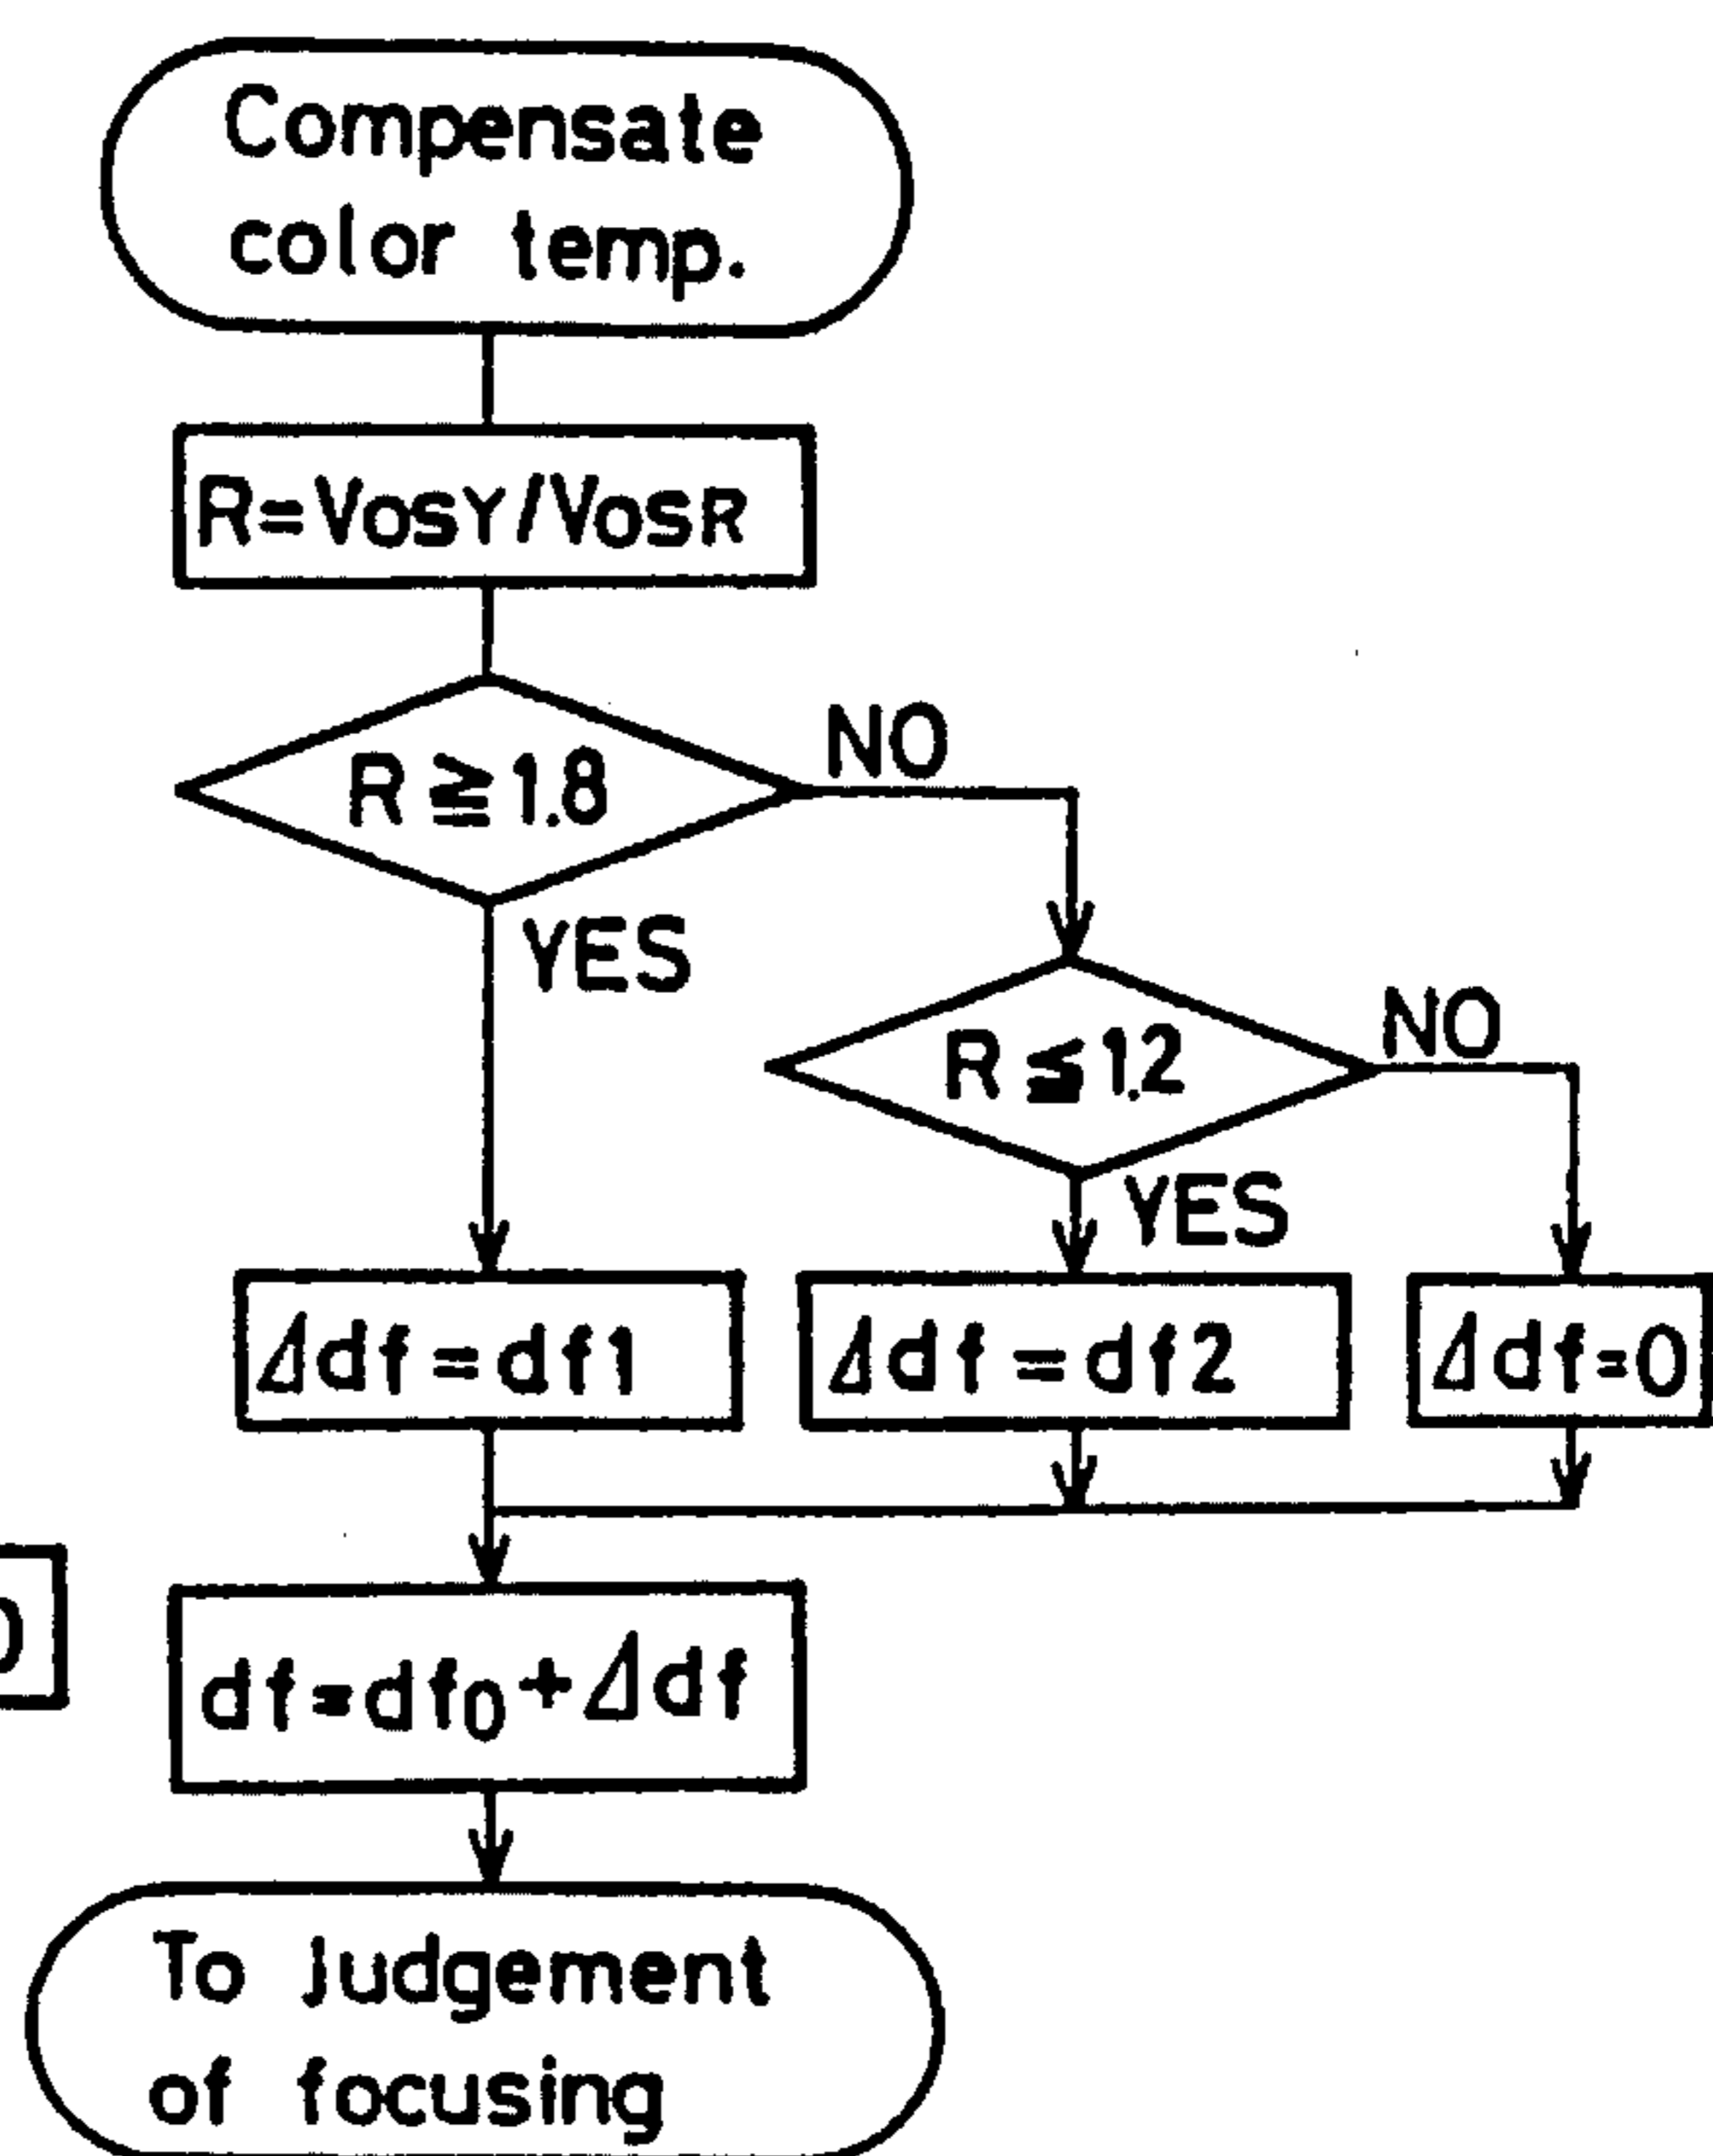 Compensate
color temp.
R=VOSY/VOSR
R≧1.8
NO
YES
R≦1.2
NO
YES
Δdf=df1
Δdf=df2
Δdf=0
df=df0+Δdf
To judgement
of focusing